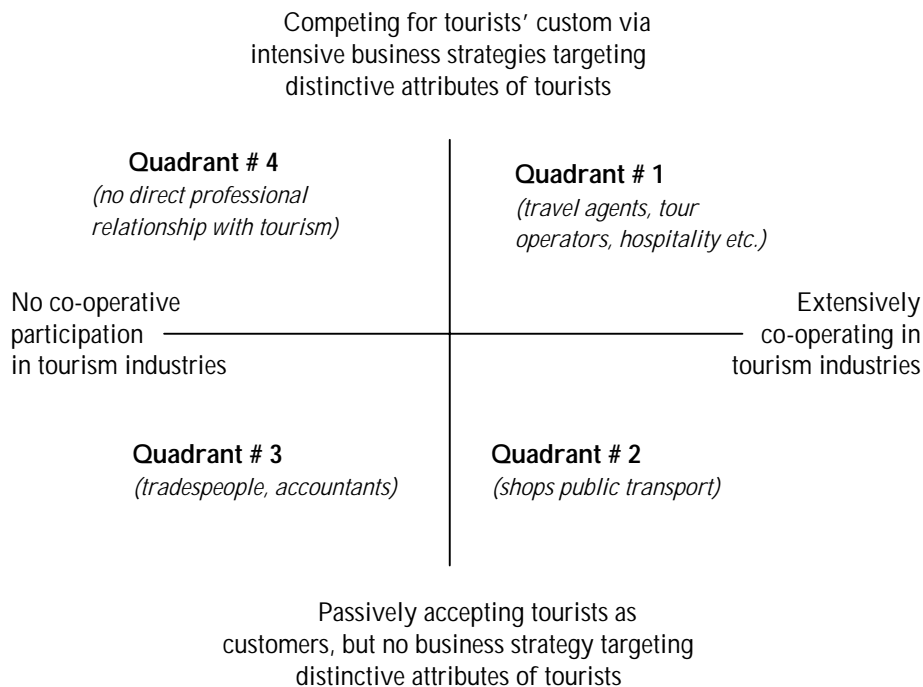 Competing for tourists’ custom via
intensive business strategies targeting
distinctive attributes of tourists
Quadrant # 4
(no direct professional
relationship with tourism)
Quadrant # 1
(travel agents, tour
operators, hospitality etc.)
No co-operative
participation
in tourism industries
Extensively
co-operating in
tourism industries
Quadrant # 3
(tradespeople, accountants)
Quadrant # 2
(shops public transport)
Passively accepting tourists as
customers, but no business strategy targeting
distinctive attributes of tourists